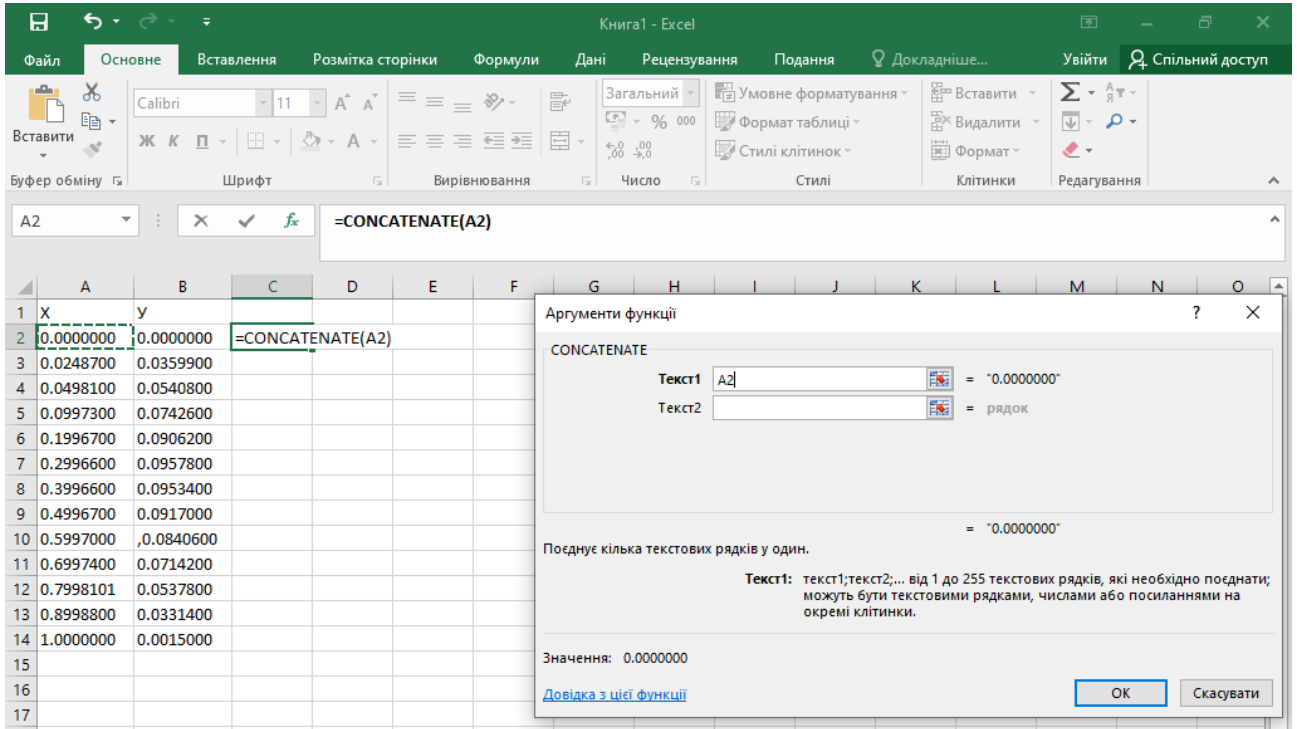 Книга1 - Excel
Файл Основне Вставлення Розмітка сторінки Формули Дані Рецензування Подання Докладніше... Увійти Спільний доступ
Вставити
Буфер обміну
Calibri 11
Ж К П
Шрифт
Вирівнювання
Загальний
% 000
Число
Умовне форматування
Формат таблиці
Стилі клітинок
Стилі
Вставити
Видалити
Формат
Клітинки
Редагування
A2 fx =CONCATENATE(A2)
A B C D E F G H I J K L M N O
1 X У
2 0.0000000 0.0000000 =CONCATENATE(A2)
3 0.0248700 0.0359900
4 0.0498100 0.0540800
5 0.0997300 0.0742600
6 0.1996700 0.0906200
7 0.2996600 0.0957800
8 0.3996600 0.0953400
9 0.4996700 0.0917000
10 0.5997000 ,0.0840600
11 0.6997400 0.0714200
12 0.7998101 0.0537800
13 0.8998800 0.0331400
14 1.0000000 0.0015000
15
16
17
Аргументи функції ?
CONCATENATE
Текст1 A2 = "0.0000000"
Текст2 = рядок
= "0.0000000"
Поєднує кілька текстових рядків у один.
Текст1: текст1;текст2;... від 1 до 255 текстових рядків, які необхідно поєднати;
можуть бути текстовими рядками, числами або посиланнями на
окремі клітинки.
Значення: 0.0000000
Довідка з цієї функції
ОК Скасувати